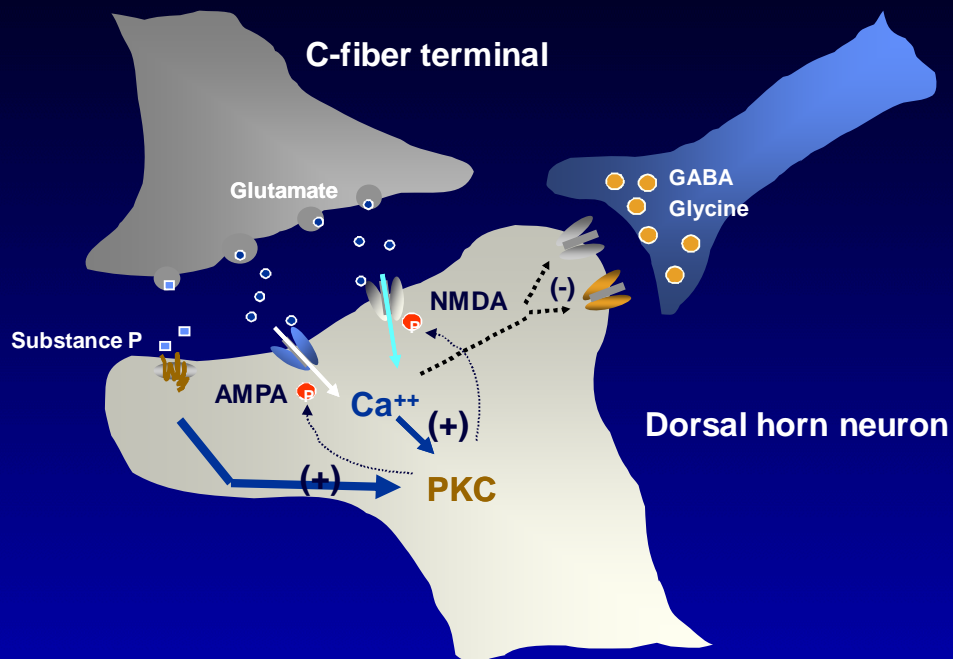 C-fiber terminal
Glutamate
GABA
Glycine
Substance P
NMDA
(-)
P
AMPA
P
Ca++
(+)
Dorsal horn neuron
(+)
PKC